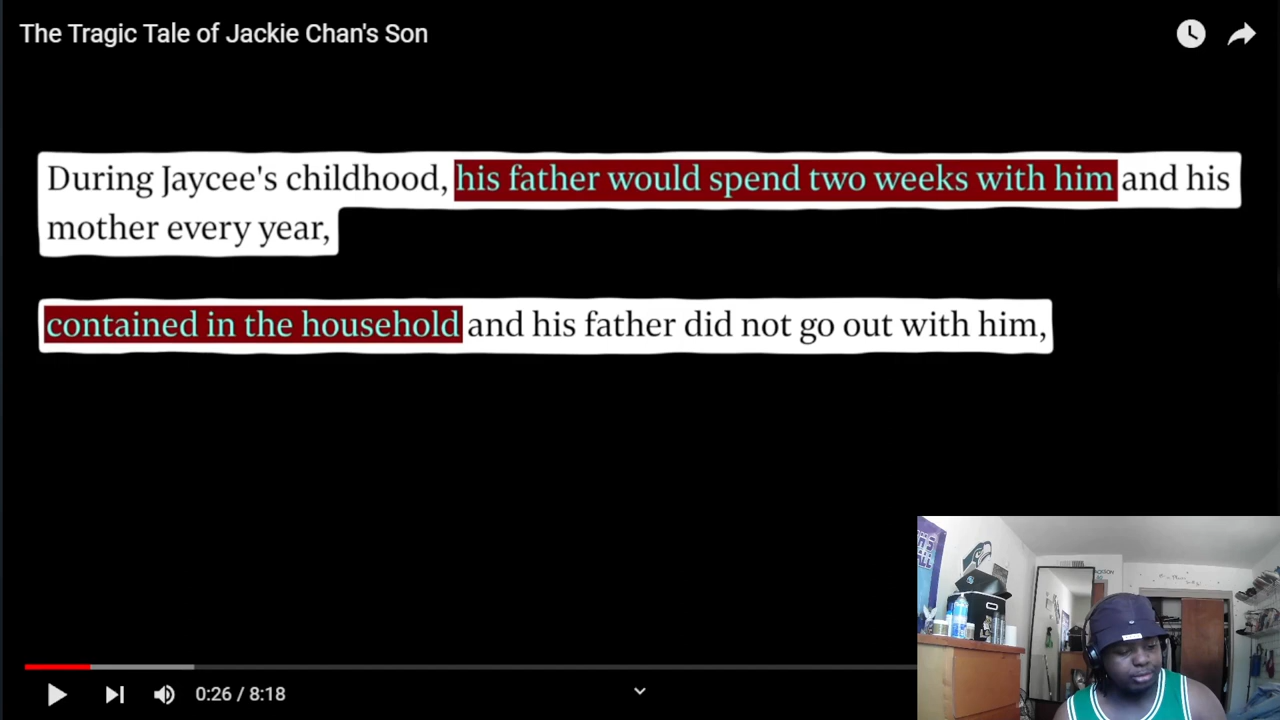 The Tragic Tale of Jackie Chan's Son
During Jaycee's childhood, his father would spend two weeks with him and his
mother every year,
contained in the household and his father did not go out with him,
0:26 / 8:18